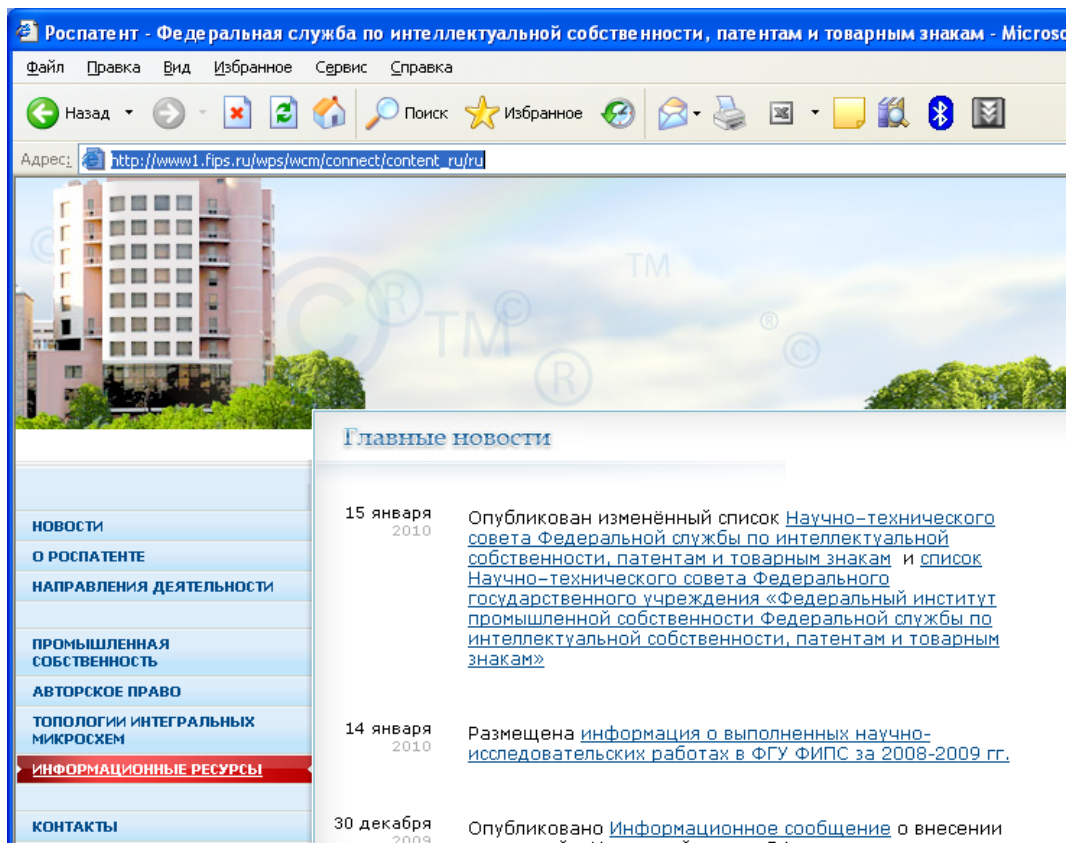 Роспатент - Федеральная служба по интеллектуальной собственности, патентам и товарным знакам -
Файл Правка Вид Избранное Сервис Справка
Назад Поиск Избранное
Адрес: http://www1.fips.ru/wps/wcm/connect/content_ru/ru
© © ® TM © ® TM ® ©
Главные новости
НОВОСТИ
О РОСПАТЕНТЕ
НАПРАВЛЕНИЯ ДЕЯТЕЛЬНОСТИ
ПРОМЫШЛЕННАЯ
СОБСТВЕННОСТЬ
АВТОРСКОЕ ПРАВО
ТОПОЛОГИИ ИНТЕГРАЛЬНЫХ
МИКРОСХЕМ
ИНФОРМАЦИОННЫЕ РЕСУРСЫ
КОНТАКТЫ
15 января
2010
Опубликован изменённый список Научно-технического
совета Федеральной службы по интеллектуальной
собственности, патентам и товарным знакам и список
Научно-технического совета Федерального
государственного учреждения «Федеральный институт
промышленной собственности Федеральной службы по
интеллектуальной собственности, патентам и товарным
знакам»
14 января
2010
Размещена информация о выполненных научно-
исследовательских работах в ФГУ ФИПС за 2008-2009 гг.
30 декабря
2009
Опубликовано Информационное сообщение о внесении